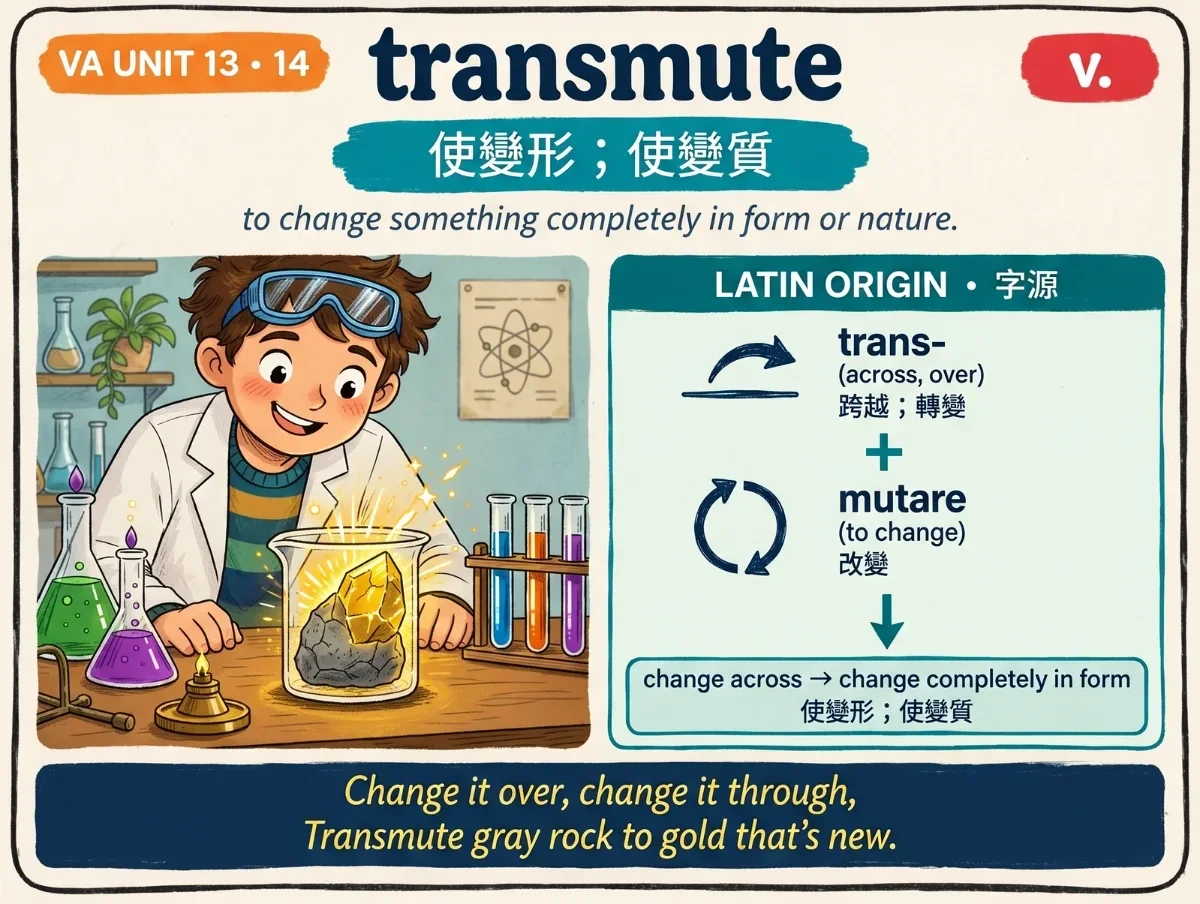 VA UNIT 13 • 14
transmute
v.
使變形；使變質
to change something completely in form or nature.
LATIN ORIGIN • 字源
trans-
(across, over)
跨越；轉變
+
mutare
(to change)
改變
change across → change completely in form
使變形；使變質
Change it over, change it through,
Transmute gray rock to gold that's new.